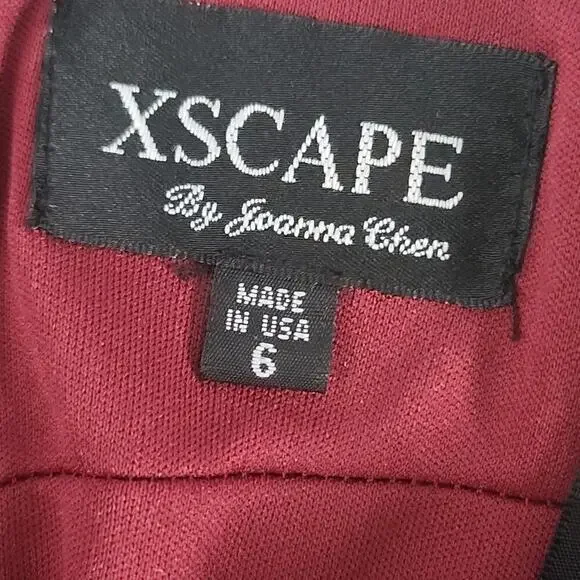 XSCAPE
By Joanna Chen
MADE
IN USA
6